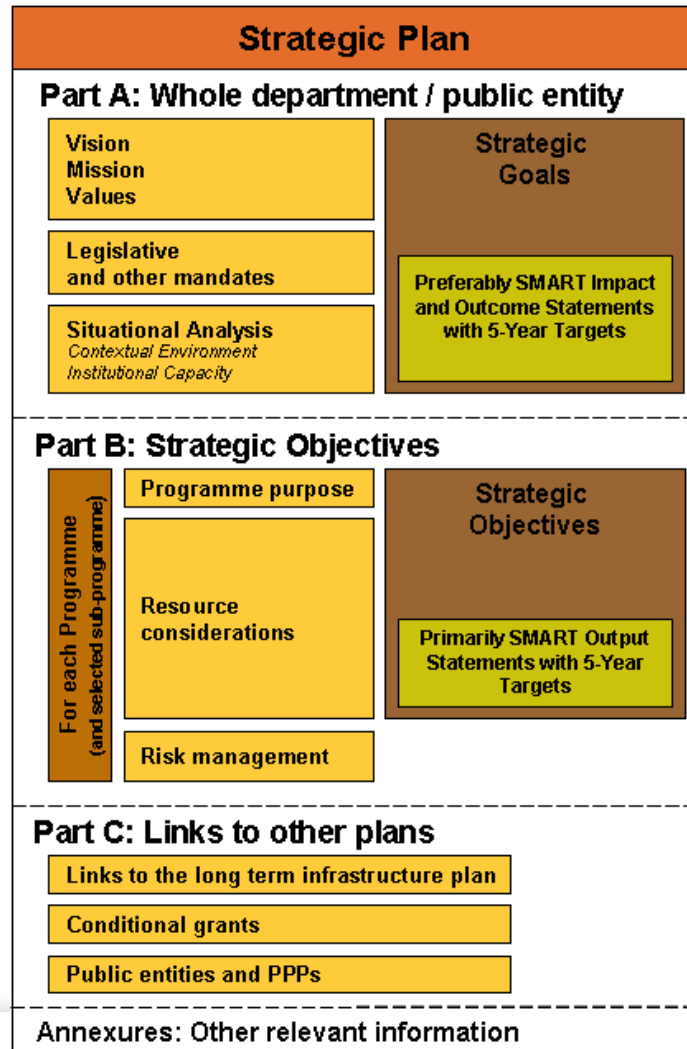 Strategic Plan
Part A: Whole department / public entity
Vision
Mission
Values
Legislative
and other mandates
Situational Analysis
Contextual Environment
Institutional Capacity
Strategic
Goals
Preferably SMART Impact
and Outcome Statements
with 5-Year Targets
Part B: Strategic Objectives
For each Programme
(and selected sub-programme)
Programme purpose
Resource
considerations
Risk management
Strategic
Objectives
Primarily SMART Output
Statements with 5-Year
Targets
Part C: Links to other plans
Links to the long term infrastructure plan
Conditional grants
Public entities and PPPs
Annexures: Other relevant information